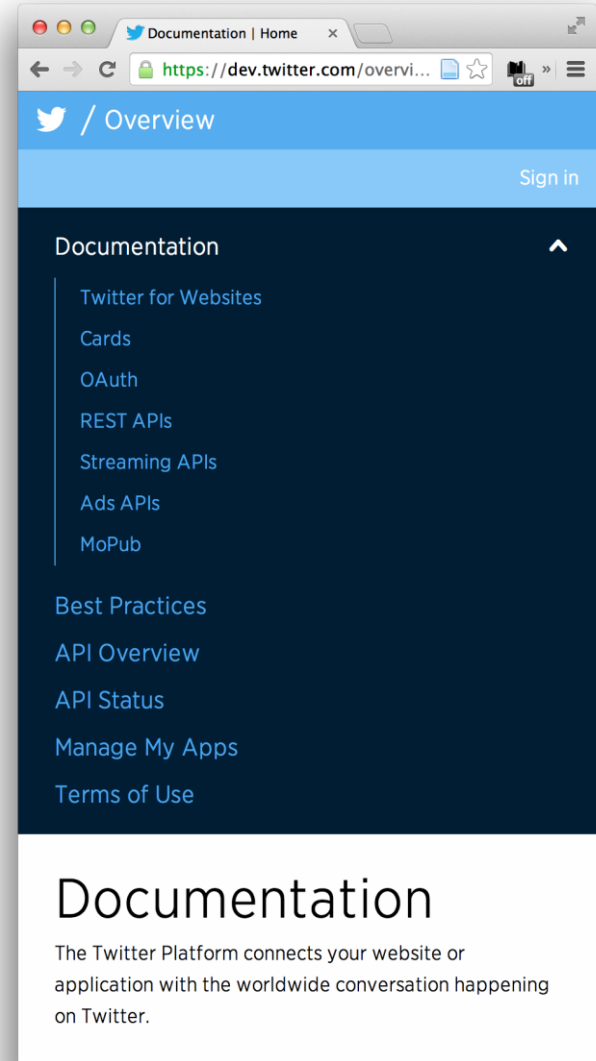 Documentation | Home
https://dev.twitter.com/overvi...
off
/ Overview
Sign in
Documentation
Twitter for Websites
Cards
OAuth
REST APIs
Streaming APIs
Ads APIs
MoPub
Best Practices
API Overview
API Status
Manage My Apps
Terms of Use
Documentation
The Twitter Platform connects your website or
application with the worldwide conversation happening
on Twitter.